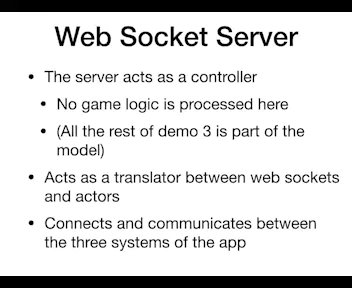 Web Socket Server
• The server acts as a controller
• No game logic is processed here
• (All the rest of demo 3 is part of the
model)
• Acts as a translator between web sockets
and actors
• Connects and communicates between
the three systems of the app